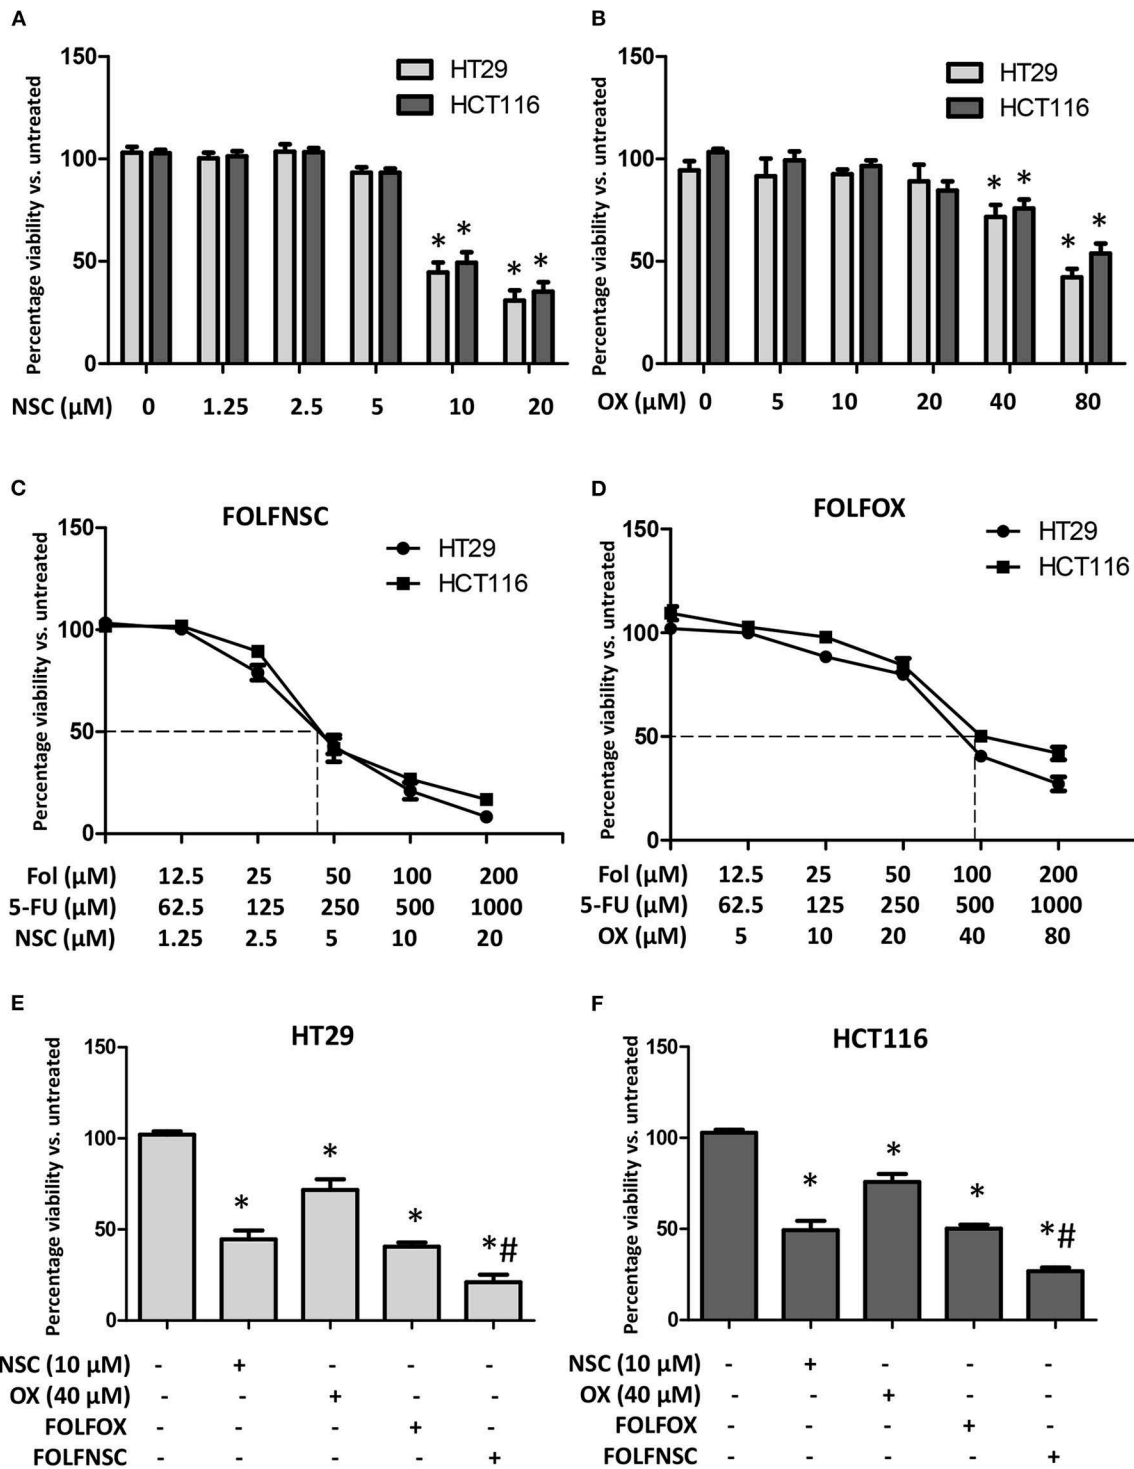 A
Percentage viability vs. untreated
150
100
50
0
HT29
HCT116
* * * *
NSC (µM) 0 1.25 2.5 5 10 20
B
Percentage viability vs. untreated
150
100
50
0
HT29
HCT116
* * * *
OX (µM) 0 5 10 20 40 80
C
FOLFNSC
Percentage viability vs. untreated
150
100
50
0
HT29
HCT116
Fol (µM) 12.5 25 50 100 200
5-FU (µM) 62.5 125 250 500 1000
NSC (µM) 1.25 2.5 5 10 20
D
FOLFOX
Percentage viability vs. untreated
150
100
50
0
HT29
HCT116
Fol (µM) 12.5 25 50 100 200
5-FU (µM) 62.5 125 250 500 1000
OX (µM) 5 10 20 40 80
E
HT29
Percentage viability vs. untreated
150
100
50
0
* * * *#
NSC (10 µM) - + - - -
OX (40 µM) - - + - -
FOLFOX - - - + -
FOLFNSC - - - - +
F
HCT116
Percentage viability vs. untreated
150
100
50
0
* * * *#
NSC (10 µM) - + - - -
OX (40 µM) - - + - -
FOLFOX - - - + -
FOLFNSC - - - - +